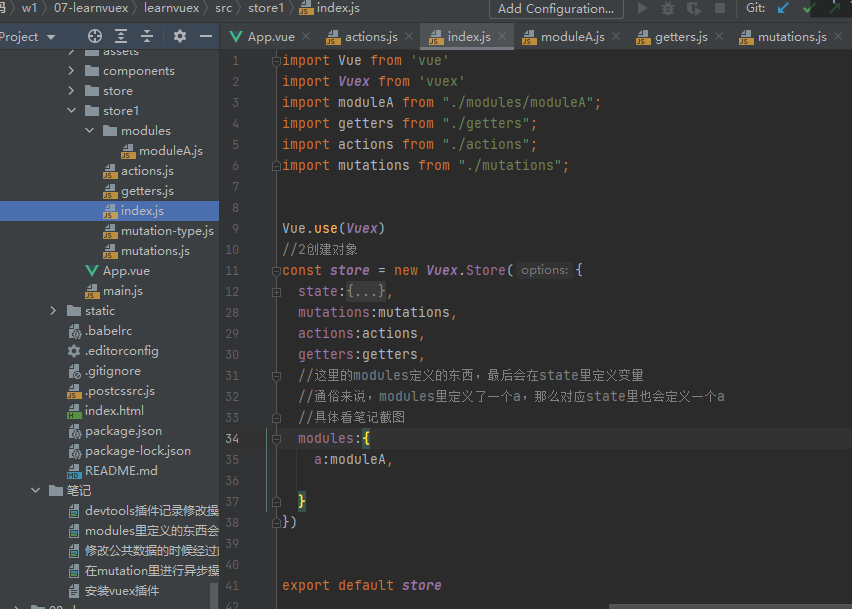 w1 07-learnvuex learnvuex src store1 index.js
Add Configuration... Git:
Project
App.vue actions.js index.js moduleA.js getters.js mutations.js
assets
components
store
store1
modules
moduleA.js
actions.js
getters.js
index.js
mutation-type.js
mutations.js
App.vue
main.js
static
.babelrc
.editorconfig
.gitignore
.postcssrc.js
index.html
package.json
package-lock.json
README.md
笔记
devtools插件记录修改操
modules里定义的东西会
修改公共数据的时候经过
在mutation里进行异步操
安装vuex插件
1 import Vue from 'vue'
2 import Vuex from 'vuex'
3 import moduleA from "./modules/moduleA";
4 import getters from "./getters";
5 import actions from "./actions";
6 import mutations from "./mutations";
7
8
9 Vue.use(Vuex)
10 //2创建对象
11 const store = new Vuex.Store( options: {
12 state:{...},
28 mutations:mutations,
29 actions:actions,
30 getters:getters,
31 //这里的modules定义的东西，最后会在state里定义变量
32 //通俗来说，modules里定义了一个a，那么对应state里也会定义一个a
33 //具体看笔记截图
34 modules:{
35 a:moduleA,
36
37 }
38 })
39
40
41 export default store
42